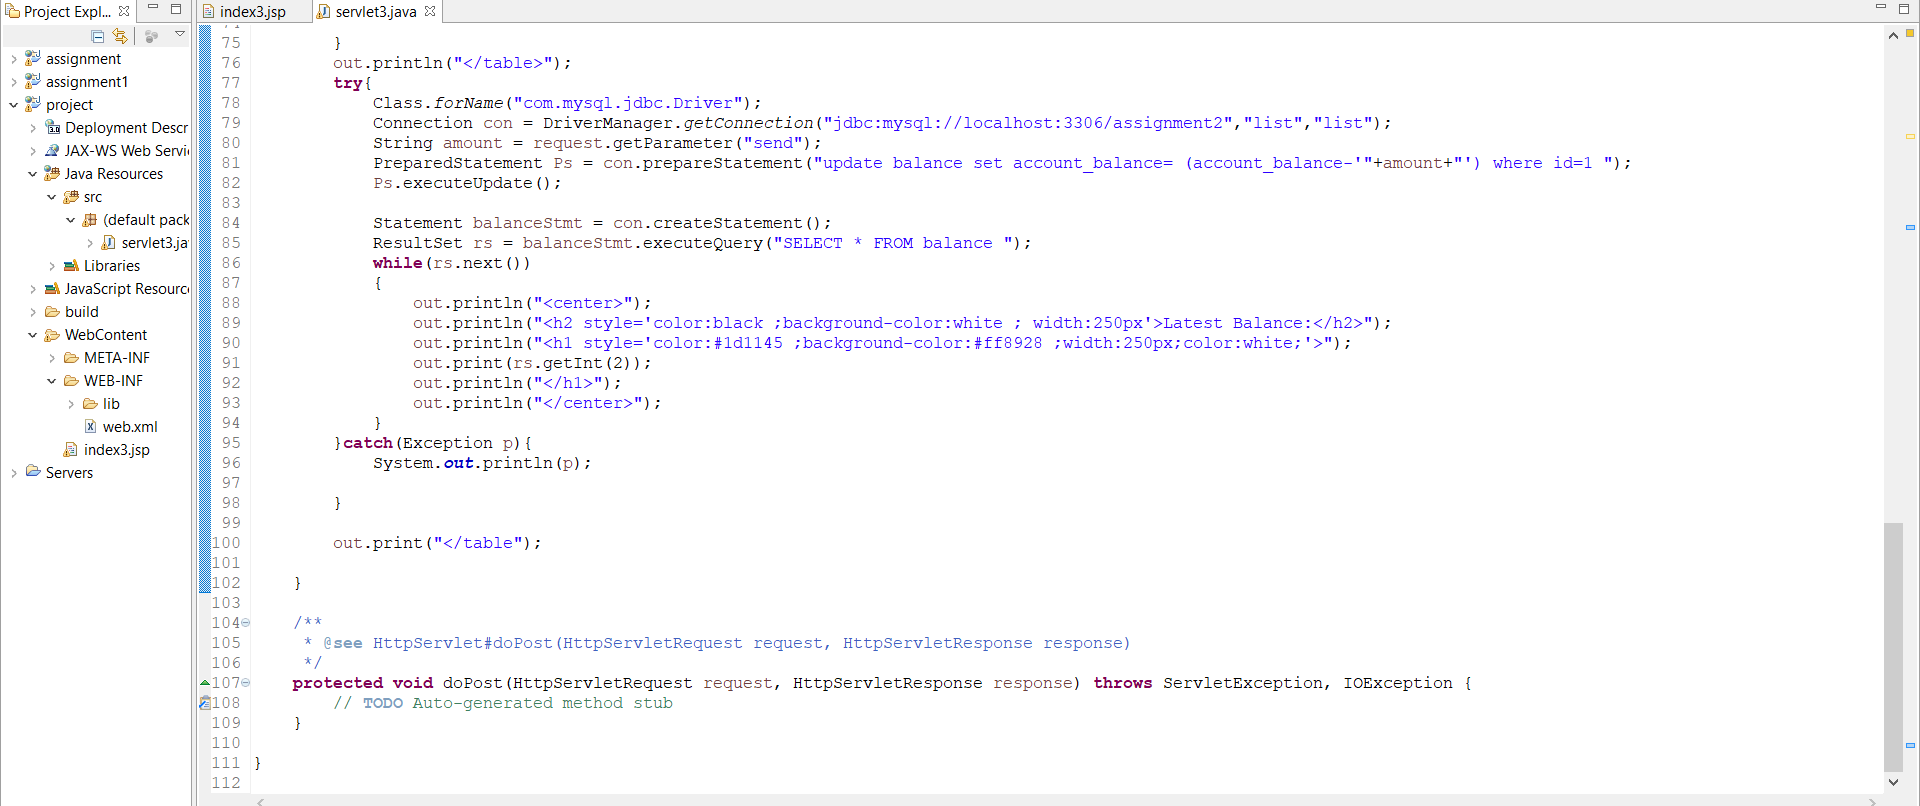 Project Expl...
index3.jsp
servlet3.java
assignment
assignment1
project
Deployment Descr
JAX-WS Web Servi
Java Resources
src
(default pack
servlet3.ja
Libraries
JavaScript Resourc
build
WebContent
META-INF
WEB-INF
lib
web.xml
index3.jsp
Servers
75 }
76 out.println("</table>");
77 try{
78 Class.forName("com.mysql.jdbc.Driver");
79 Connection con = DriverManager.getConnection("jdbc:mysql://localhost:3306/assignment2","list","list");
80 String amount = request.getParameter("send");
81 PreparedStatement Ps = con.prepareStatement("update balance set account_balance= (account_balance-'"+amount+"') where id=1 ");
82 Ps.executeUpdate();
83
84 Statement balanceStmt = con.createStatement();
85 ResultSet rs = balanceStmt.executeQuery("SELECT * FROM balance ");
86 while(rs.next())
87 {
88 out.println("<center>");
89 out.println("<h2 style='color:black ;background-color:white ; width:250px'>Latest Balance:</h2>");
90 out.println("<h1 style='color:#1d1145 ;background-color:#ff8928 ;width:250px;color:white;'>");
91 out.print(rs.getInt(2));
92 out.println("</h1>");
93 out.println("</center>");
94 }
95 }catch(Exception p){
96 System.out.println(p);
97
98 }
99
100 out.print("</table");
101
102 }
103
104 /**
105 * @see HttpServlet#doPost(HttpServletRequest request, HttpServletResponse response)
106 */
107 protected void doPost(HttpServletRequest request, HttpServletResponse response) throws ServletException, IOException {
108 // TODO Auto-generated method stub
109 }
110
111 }
112